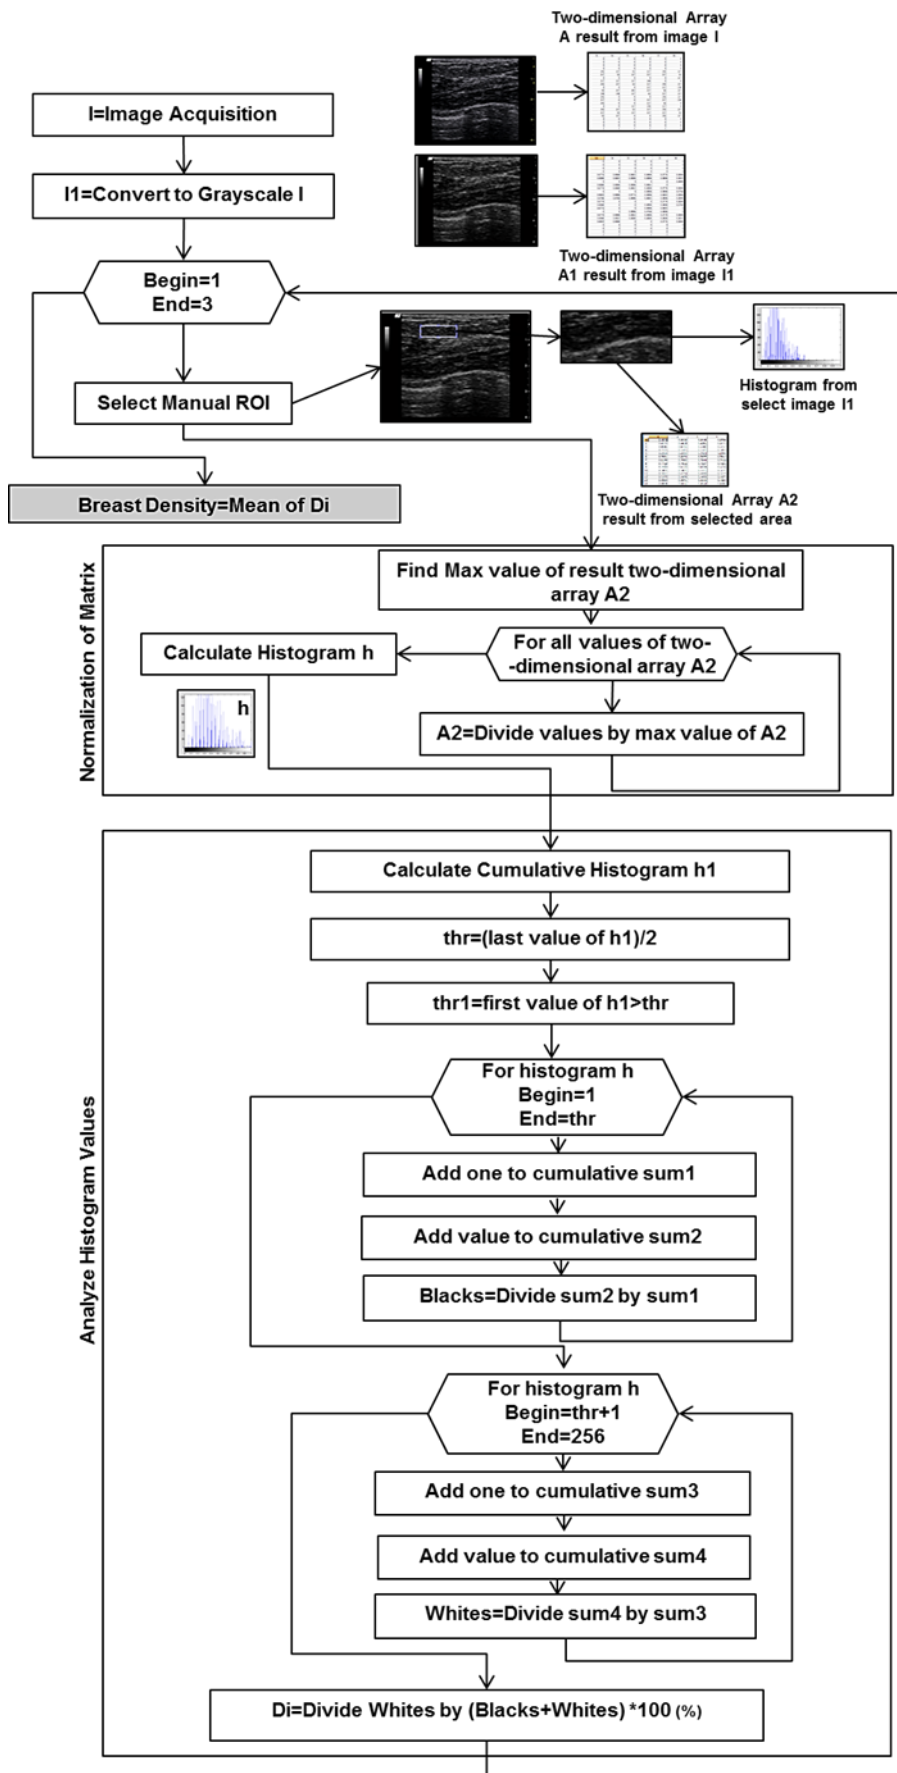 Two-dimensional Array
A result from image I
I=Image Acquisition
I1=Convert to Grayscale I
Two-dimensional Array
A1 result from image I1
Begin=1
End=3
Select Manual ROI
Histogram from
select image I1
Two-dimensional Array A2
result from selected area
Breast Density=Mean of Di
Normalization of Matrix
Find Max value of result two-dimensional
array A2
For all values of two-
-dimensional array A2
Calculate Histogram h
h
A2=Divide values by max value of A2
Analyze Histogram Values
Calculate Cumulative Histogram h1
thr=(last value of h1)/2
thr1=first value of h1>thr
For histogram h
Begin=1
End=thr
Add one to cumulative sum1
Add value to cumulative sum2
Blacks=Divide sum2 by sum1
For histogram h
Begin=thr+1
End=256
Add one to cumulative sum3
Add value to cumulative sum4
Whites=Divide sum4 by sum3
Di=Divide Whites by (Blacks+Whites) *100 (%)